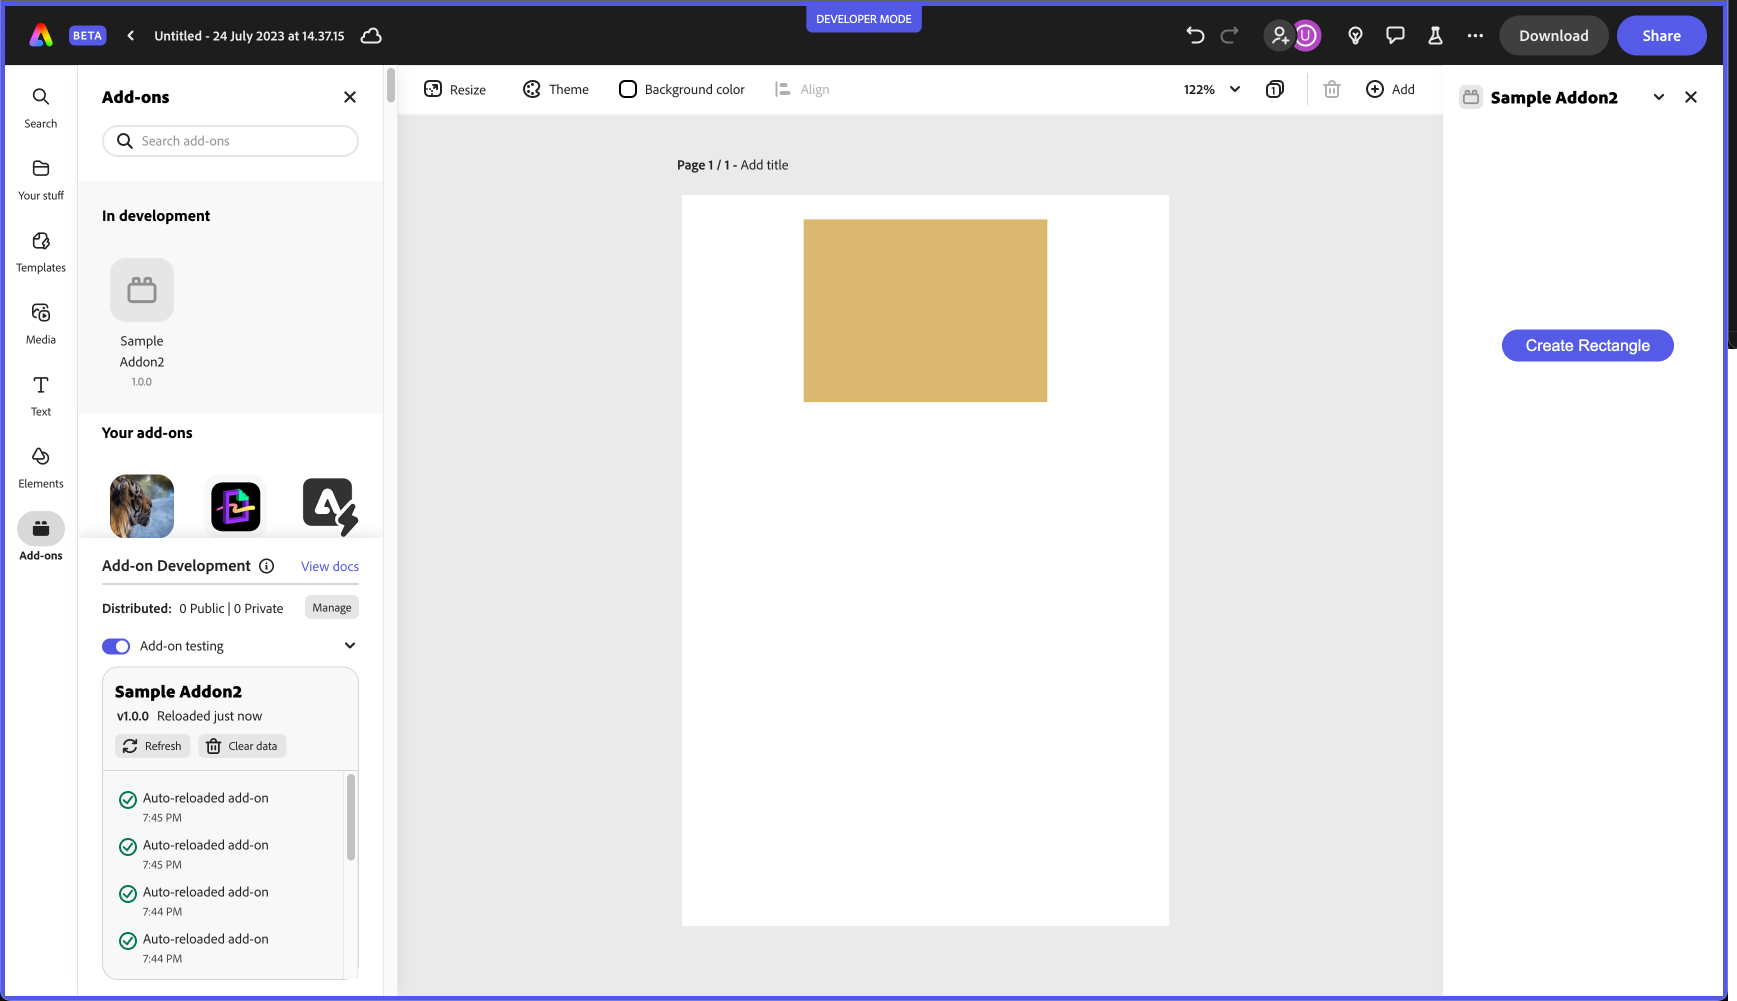 DEVELOPER MODE
BETA
Untitled - 24 July 2023 at 14.37.15
U
Download
Share
Search
Your stuff
Templates
Media
Text
Elements
Add-ons
Add-ons
Search add-ons
In development
Sample
Addon2
1.0.0
Your add-ons
Add-on Development
View docs
Distributed: 0 Public | 0 Private
Manage
Add-on testing
Sample Addon2
v1.0.0 Reloaded just now
Refresh
Clear data
Auto-reloaded add-on
7:45 PM
Auto-reloaded add-on
7:45 PM
Auto-reloaded add-on
7:44 PM
Auto-reloaded add-on
7:44 PM
Resize
Theme
Background color
Align
122%
1
Add
Page 1 / 1 - Add title
Sample Addon2
Create Rectangle